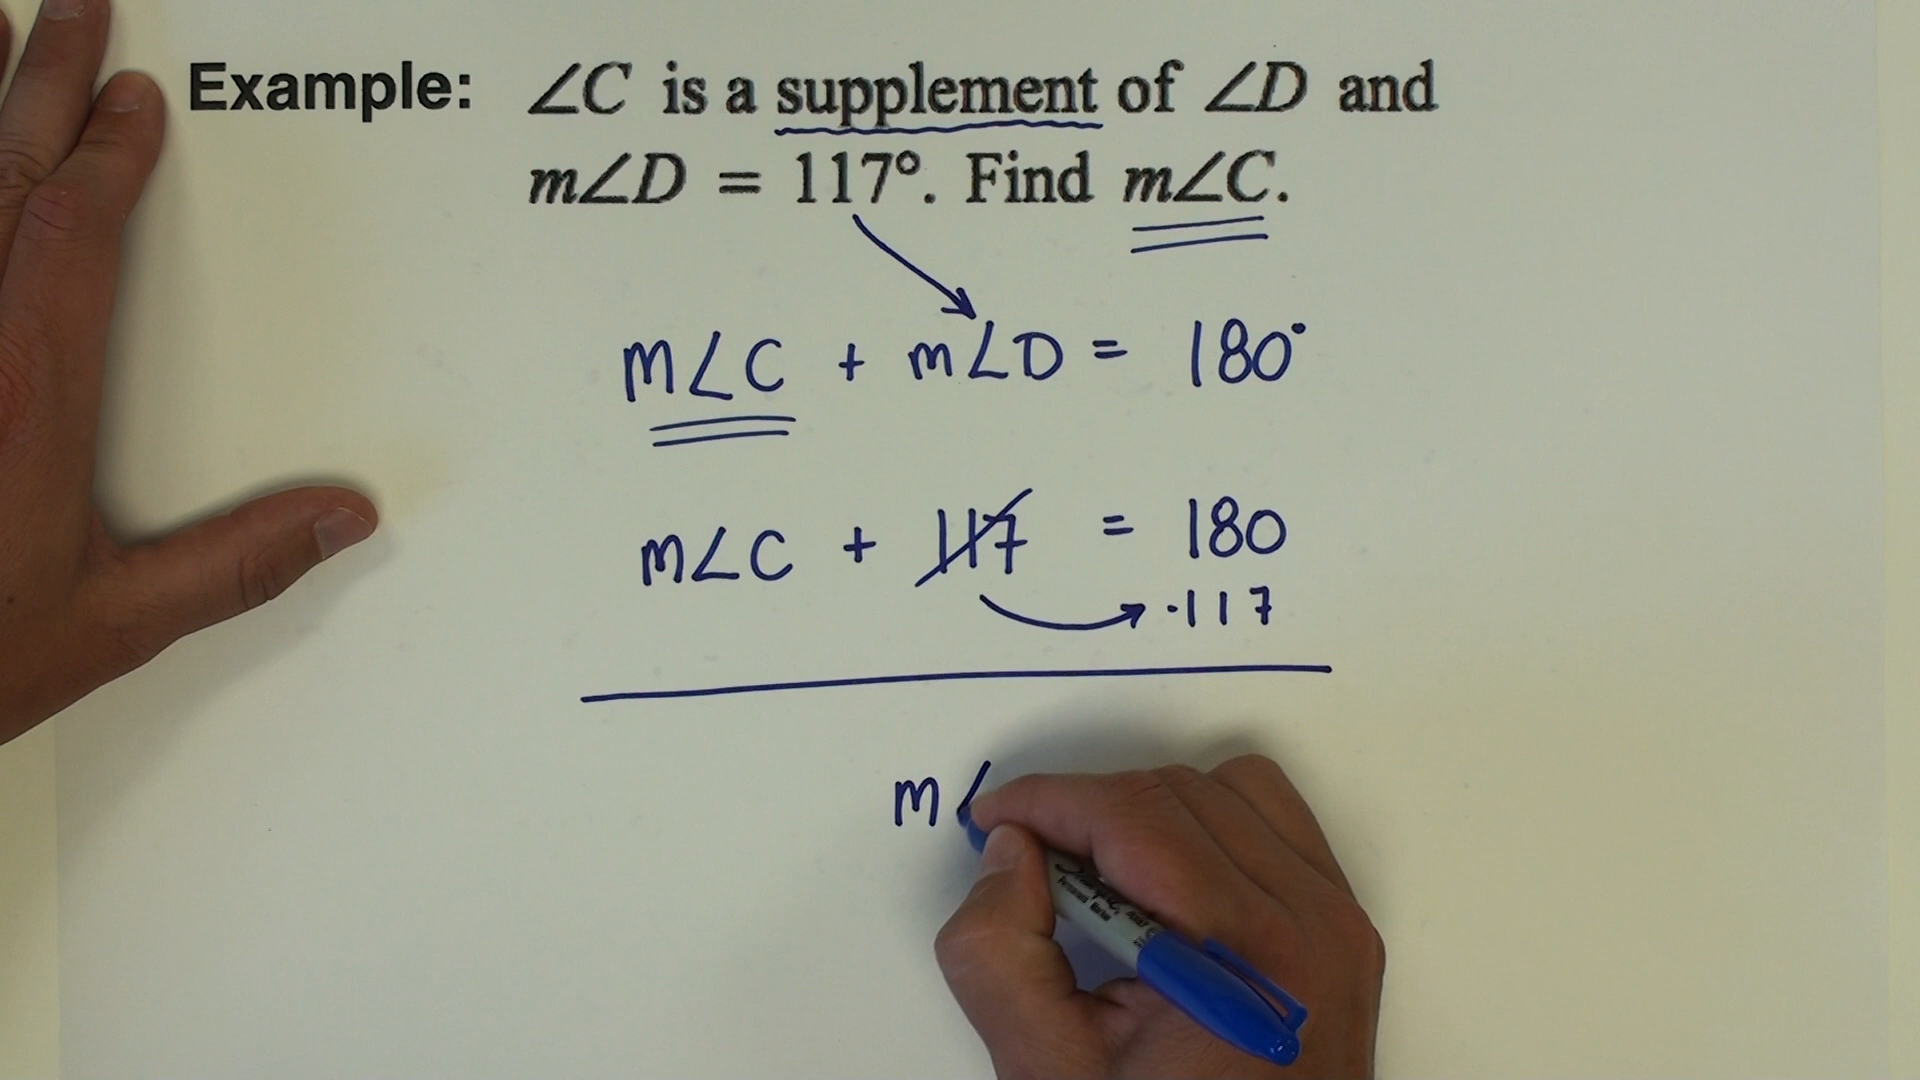 Example: ∠C is a supplement of ∠D and
m∠D = 117°. Find m∠C.
m∠C + m∠D = 180°
m∠C + 117 = 180
-117
m∠